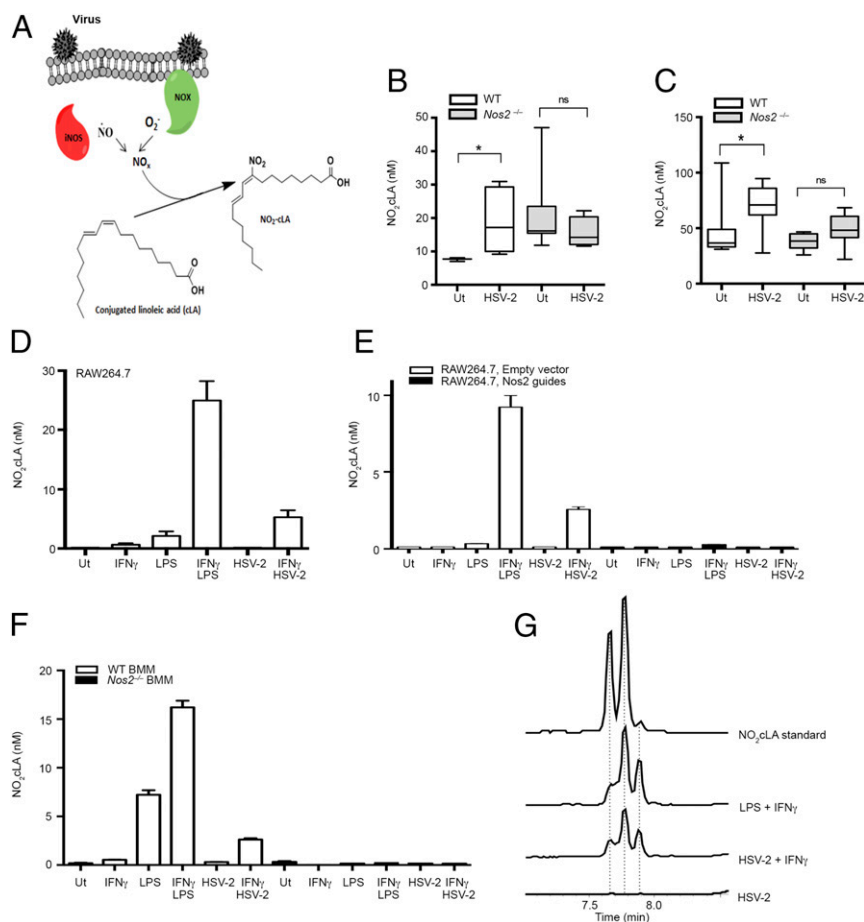 A
Virus
NOX
iNOS
·NO
O2·-
NOx
NO2
O
OH
NO2-cLA
O
OH
Conjugated linoleic acid (cLA)
B
WT
Nos2 -/-
ns
*
NO2cLA (nM)
50
40
30
20
10
0
Ut
HSV-2
Ut
HSV-2
C
WT
Nos2 -/-
*
ns
NO2cLA (nM)
150
100
50
0
Ut
HSV-2
Ut
HSV-2
D
RAW264.7
NO2cLA (nM)
30
20
10
0
Ut
IFNγ
LPS
IFNγ
LPS
HSV-2
IFNγ
HSV-2
E
RAW264.7, Empty vector
RAW264.7, Nos2 guides
NO2cLA (nM)
10
5
0
Ut
IFNγ
LPS
IFNγ
LPS
HSV-2
IFNγ
HSV-2
Ut
IFNγ
LPS
IFNγ
LPS
HSV-2
IFNγ
HSV-2
F
WT BMM
Nos2-/- BMM
NO2cLA (nM)
20
15
10
5
0
Ut
IFNγ
LPS
IFNγ
LPS
HSV-2
IFNγ
HSV-2
Ut
IFNγ
LPS
IFNγ
LPS
HSV-2
IFNγ
HSV-2
G
NO2cLA standard
LPS + IFNγ
HSV-2 + IFNγ
HSV-2
7.5
8.0
Time (min)